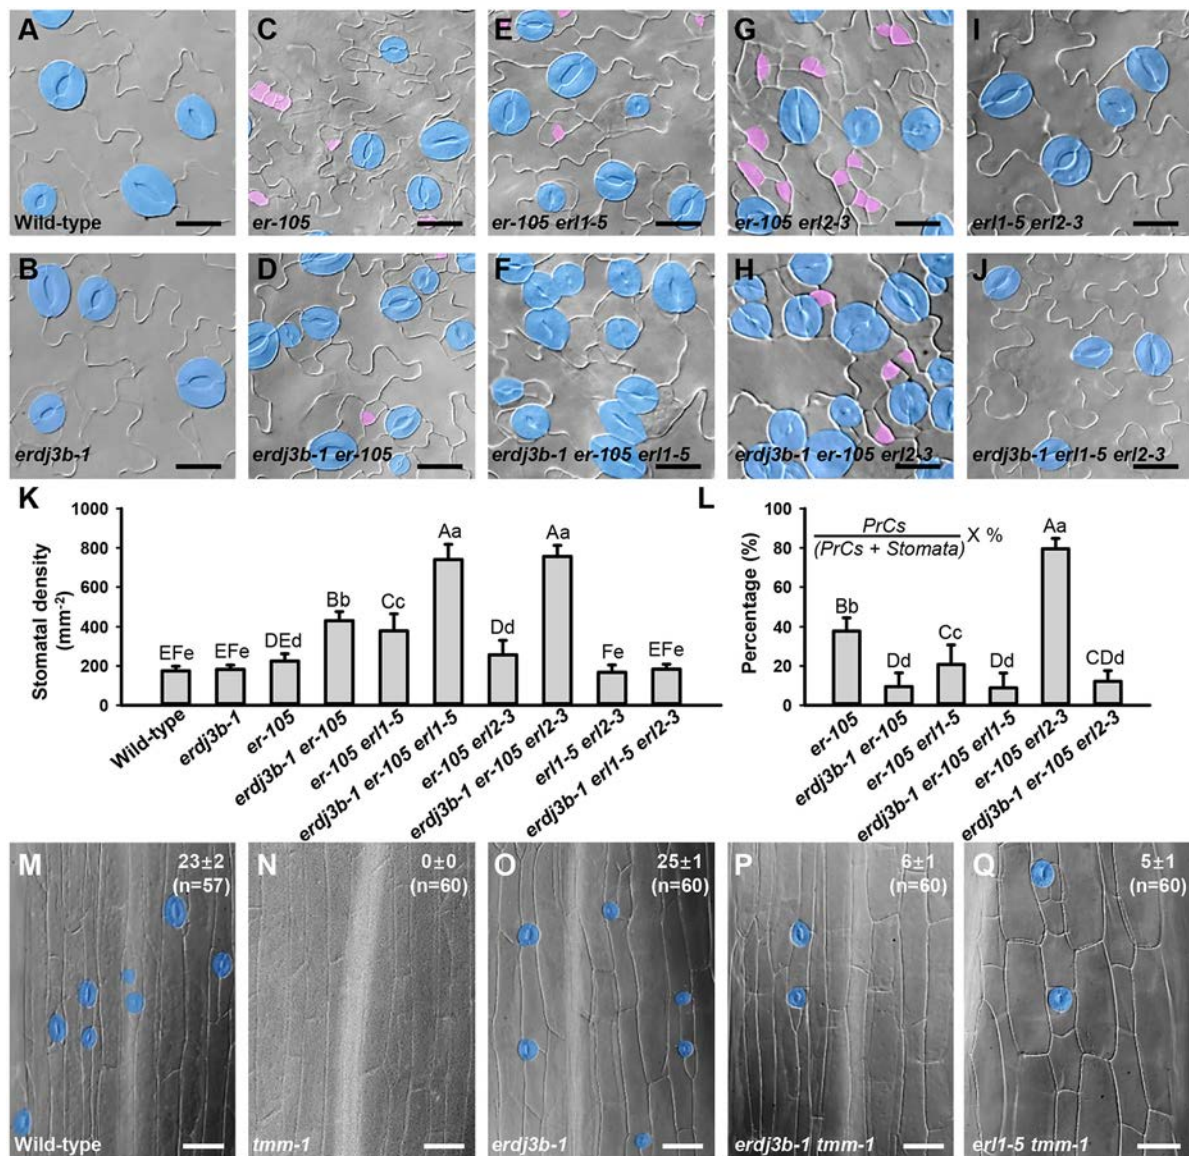 A
Wild-type
C
er-105
E
er-105 erl1-5
G
er-105 erl2-3
I
erl1-5 erl2-3
B
erdj3b-1
D
erdj3b-1 er-105
F
erdj3b-1 er-105 erl1-5
H
erdj3b-1 er-105 erl2-3
J
erdj3b-1 erl1-5 erl2-3
K
Stomatal density
(mm-2)
1000
800
600
400
200
0
EFe
EFe
DEd
Bb
Cc
Aa
Dd
Aa
Fe
EFe
Wild-type
erdj3b-1
er-105
erdj3b-1 er-105
er-105 erl1-5
erdj3b-1 er-105 erl1-5
er-105 erl2-3
erdj3b-1 er-105 erl2-3
erl1-5 erl2-3
erdj3b-1 erl1-5 erl2-3
L
Percentage (%)
100
80
60
40
20
0
PrCs
(PrCs + Stomata)
X %
Bb
Dd
Cc
Dd
Aa
CDd
er-105
erdj3b-1 er-105
er-105 erl1-5
erdj3b-1 er-105 erl1-5
er-105 erl2-3
erdj3b-1 er-105 erl2-3
M
23±2
(n=57)
Wild-type
N
0±0
(n=60)
tmm-1
O
25±1
(n=60)
erdj3b-1
P
6±1
(n=60)
erdj3b-1 tmm-1
Q
5±1
(n=60)
erl1-5 tmm-1